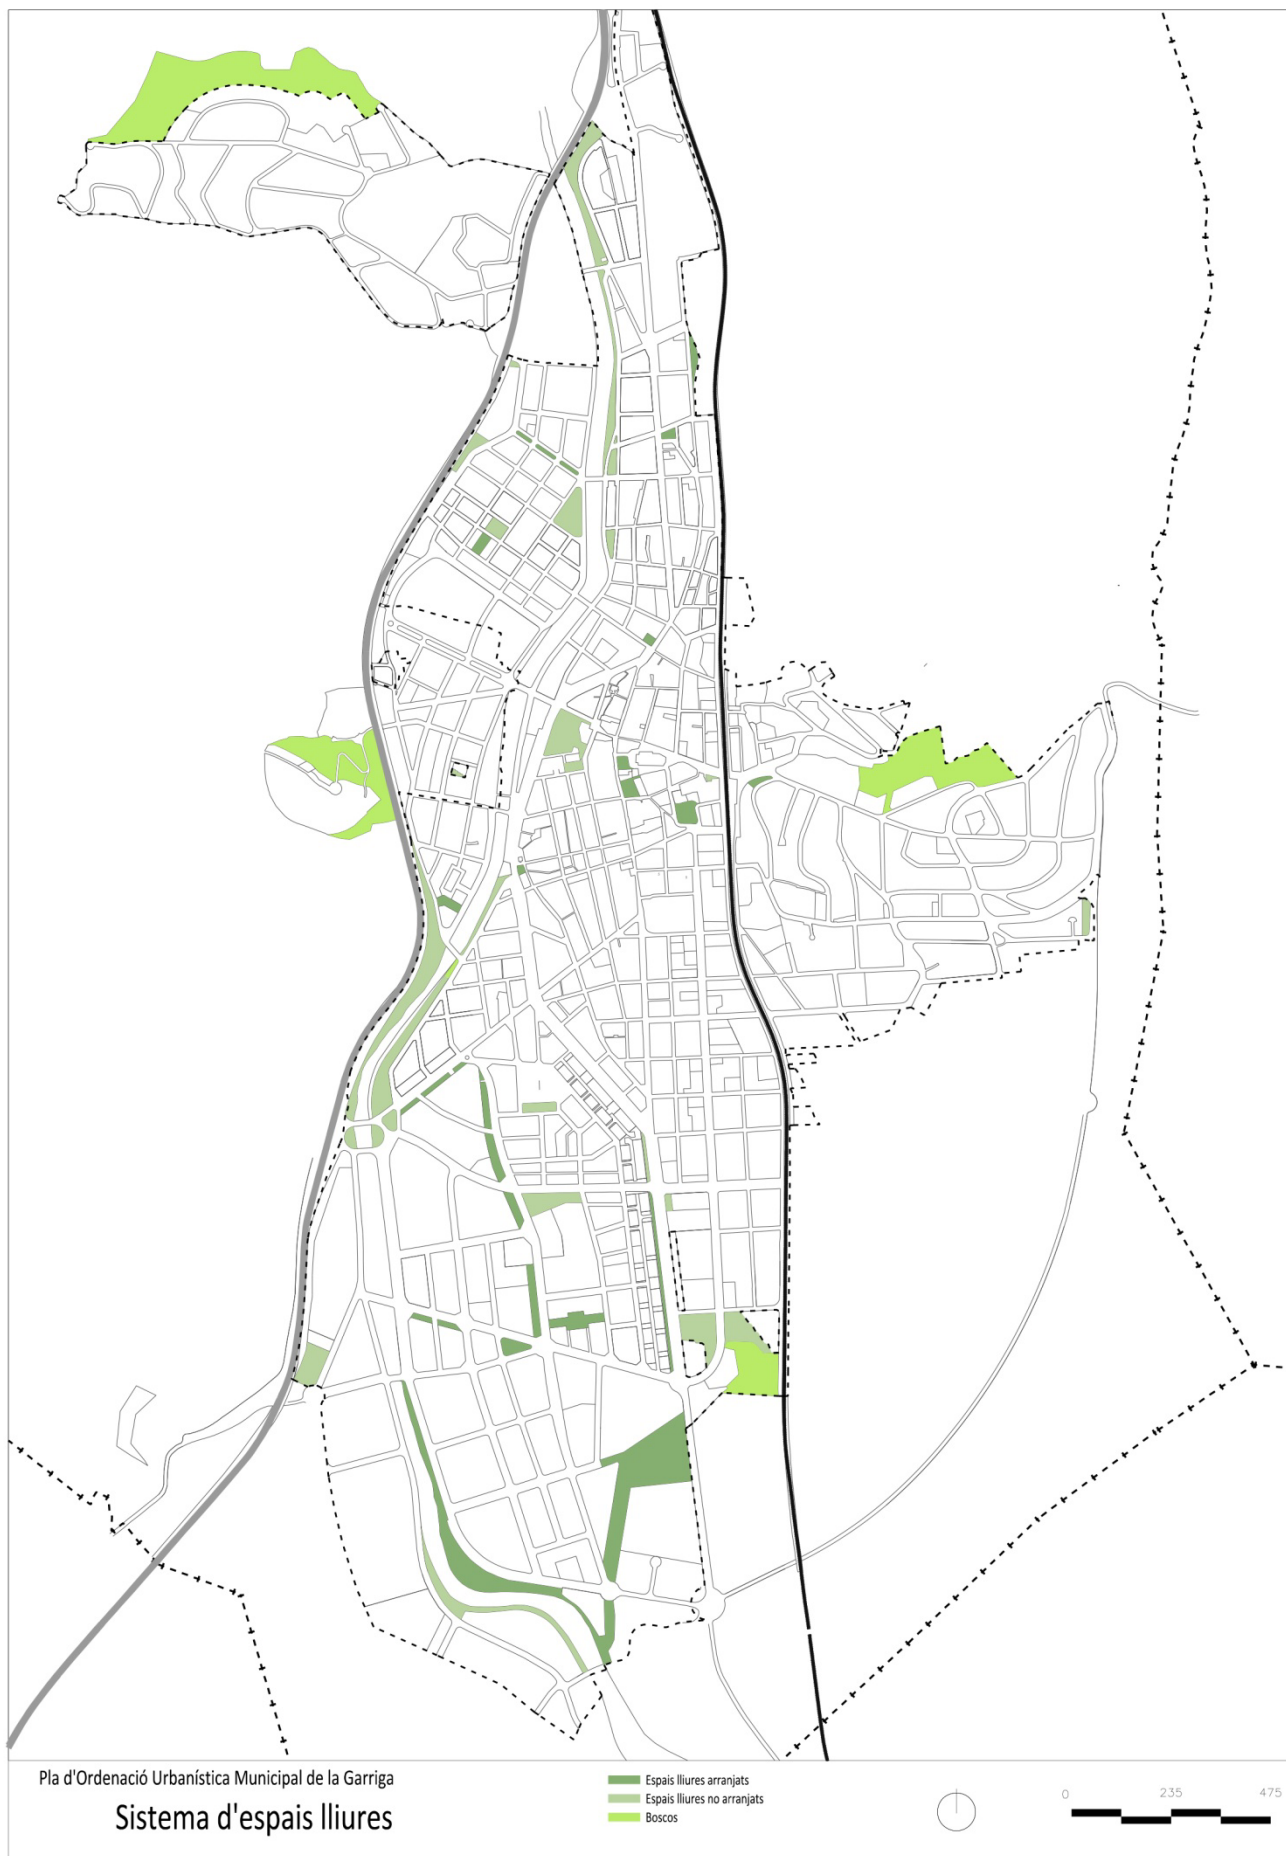 Pla d'Ordenació Urbanística Municipal de la Garriga
Sistema d'espais lliures
Espais lliures arranjats
Espais lliures no arranjats
Boscos
0 235 475